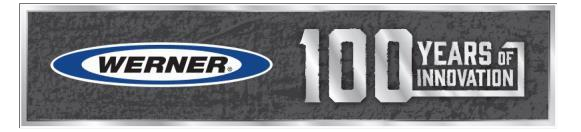 WERNER®
100 YEARS OF
INNOVATION